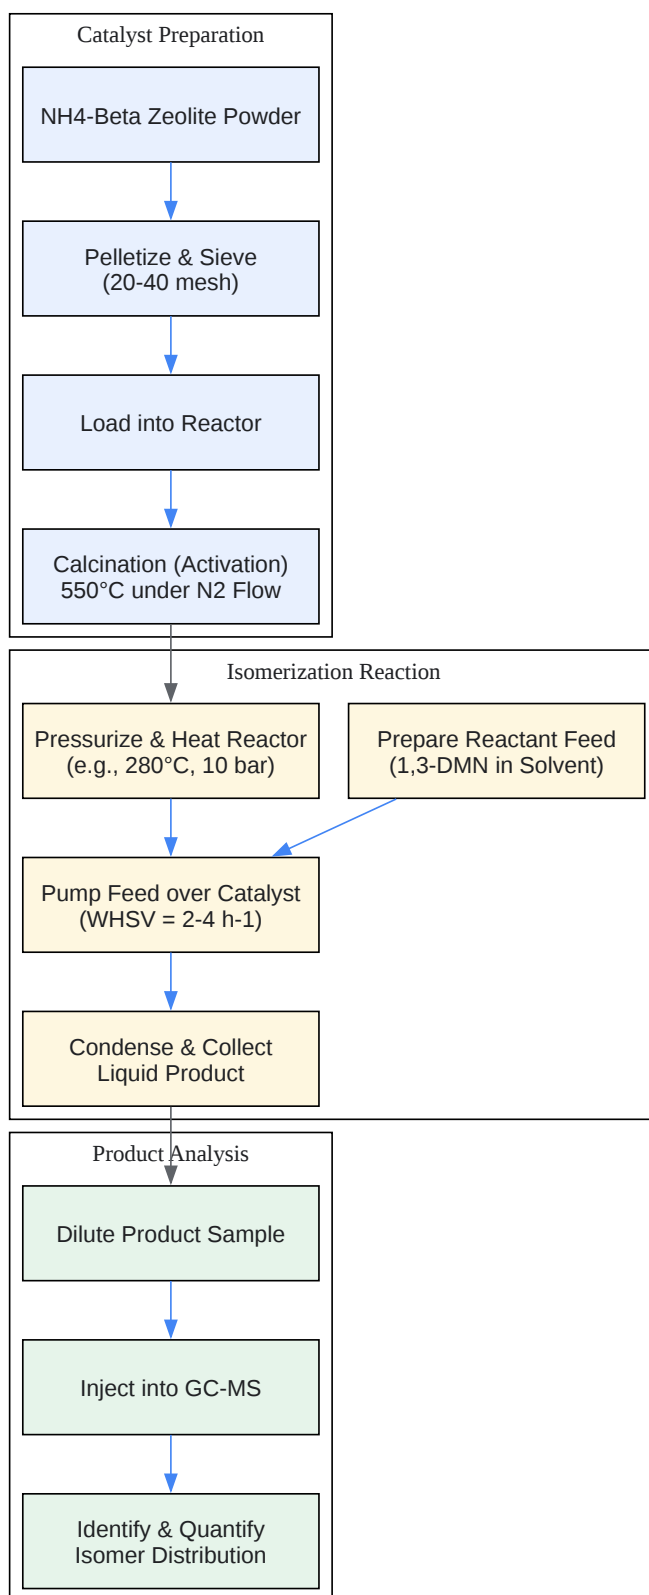 Catalyst Preparation
NH4-Beta Zeolite Powder
Pelletize & Sieve
(20-40 mesh)
Load into Reactor
Calcination (Activation)
550°C under N2 Flow
Isomerization Reaction
Pressurize & Heat Reactor
(e.g., 280°C, 10 bar)
Prepare Reactant Feed
(1,3-DMN in Solvent)
Pump Feed over Catalyst
(WHSV = 2-4 h-1)
Condense & Collect
Liquid Product
Product Analysis
Dilute Product Sample
Inject into GC-MS
Identify & Quantify
Isomer Distribution